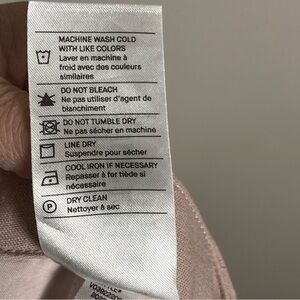 MACHINE WASH COLD
WITH LIKE COLORS
Laver en machine à
froid avec des couleurs
similaires
DO NOT BLEACH
Ne pas utiliser d'agent de
blanchiment
DO NOT TUMBLE DRY
Ne pas sécher en machine
LINE DRY
Suspendre pour sécher
COOL IRON IF NECESSARY
Repasser à fer tiède si
nécessaire
P
DRY CLEAN
Nettoyer à sec